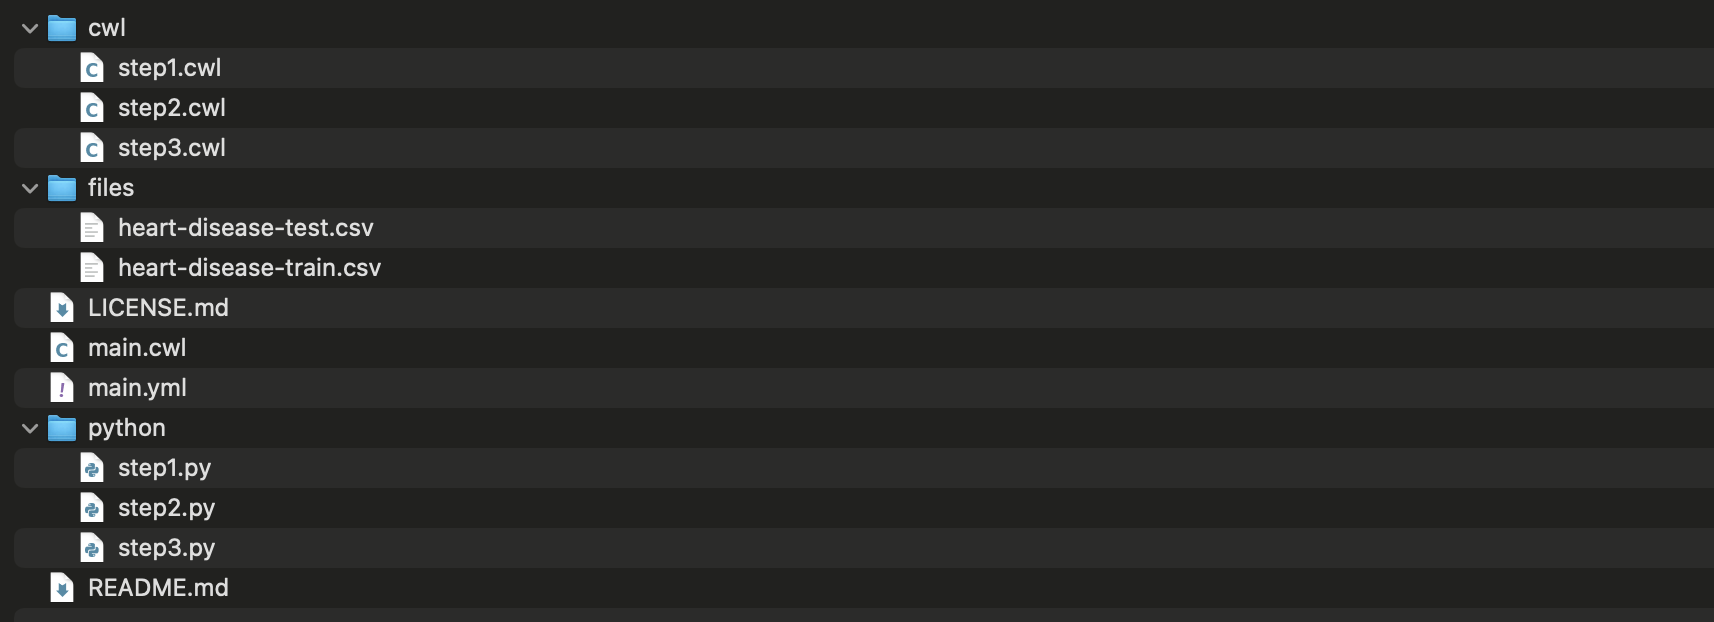 cwl
step1.cwl
step2.cwl
step3.cwl
files
heart-disease-test.csv
heart-disease-train.csv
LICENSE.md
main.cwl
main.yml
python
step1.py
step2.py
step3.py
README.md